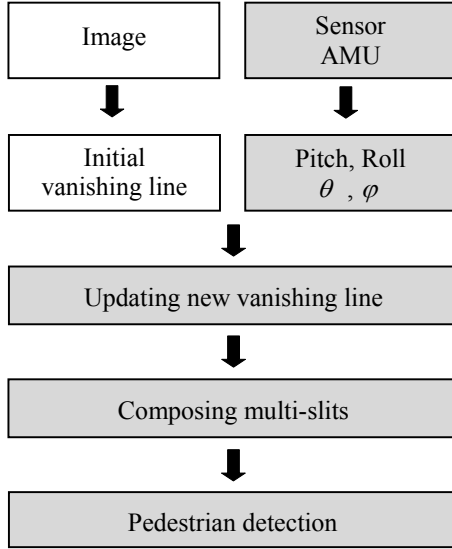 Image
Sensor
AMU
Initial
vanishing line
Pitch, Roll
θ , φ
Updating new vanishing line
Composing multi-slits
Pedestrian detection